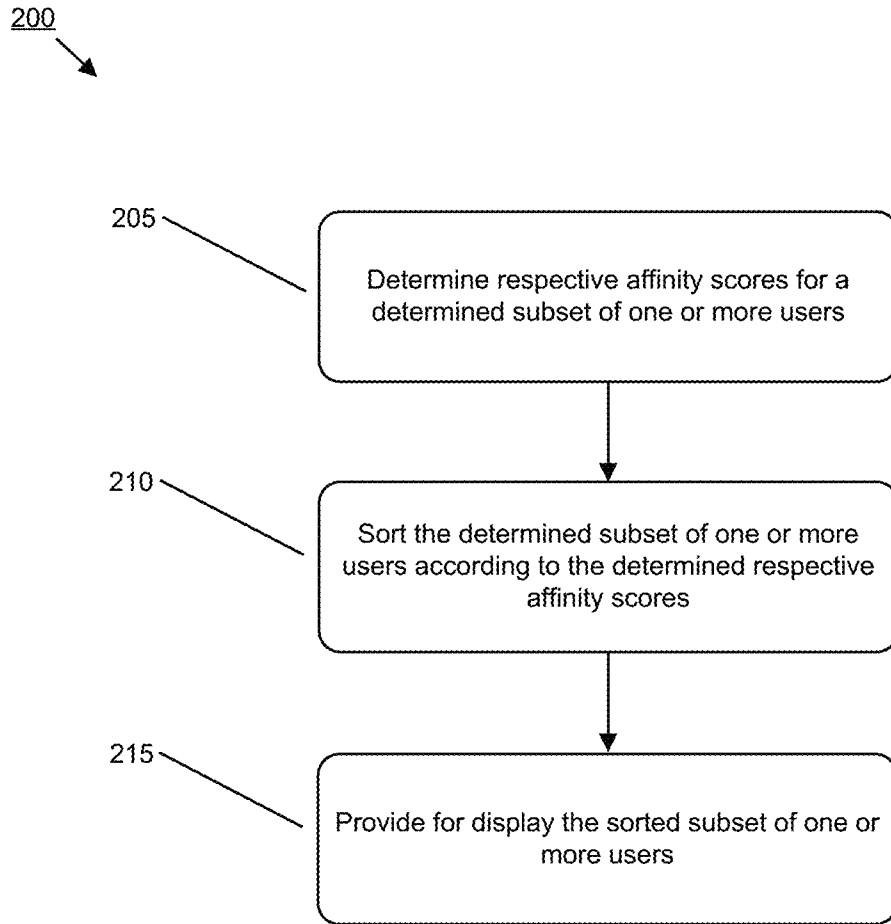 200
205
Determine respective affinity scores for a
determined subset of one or more users
210
Sort the determined subset of one or more
users according to the determined respective
affinity scores
215
Provide for display the sorted subset of one or
more users